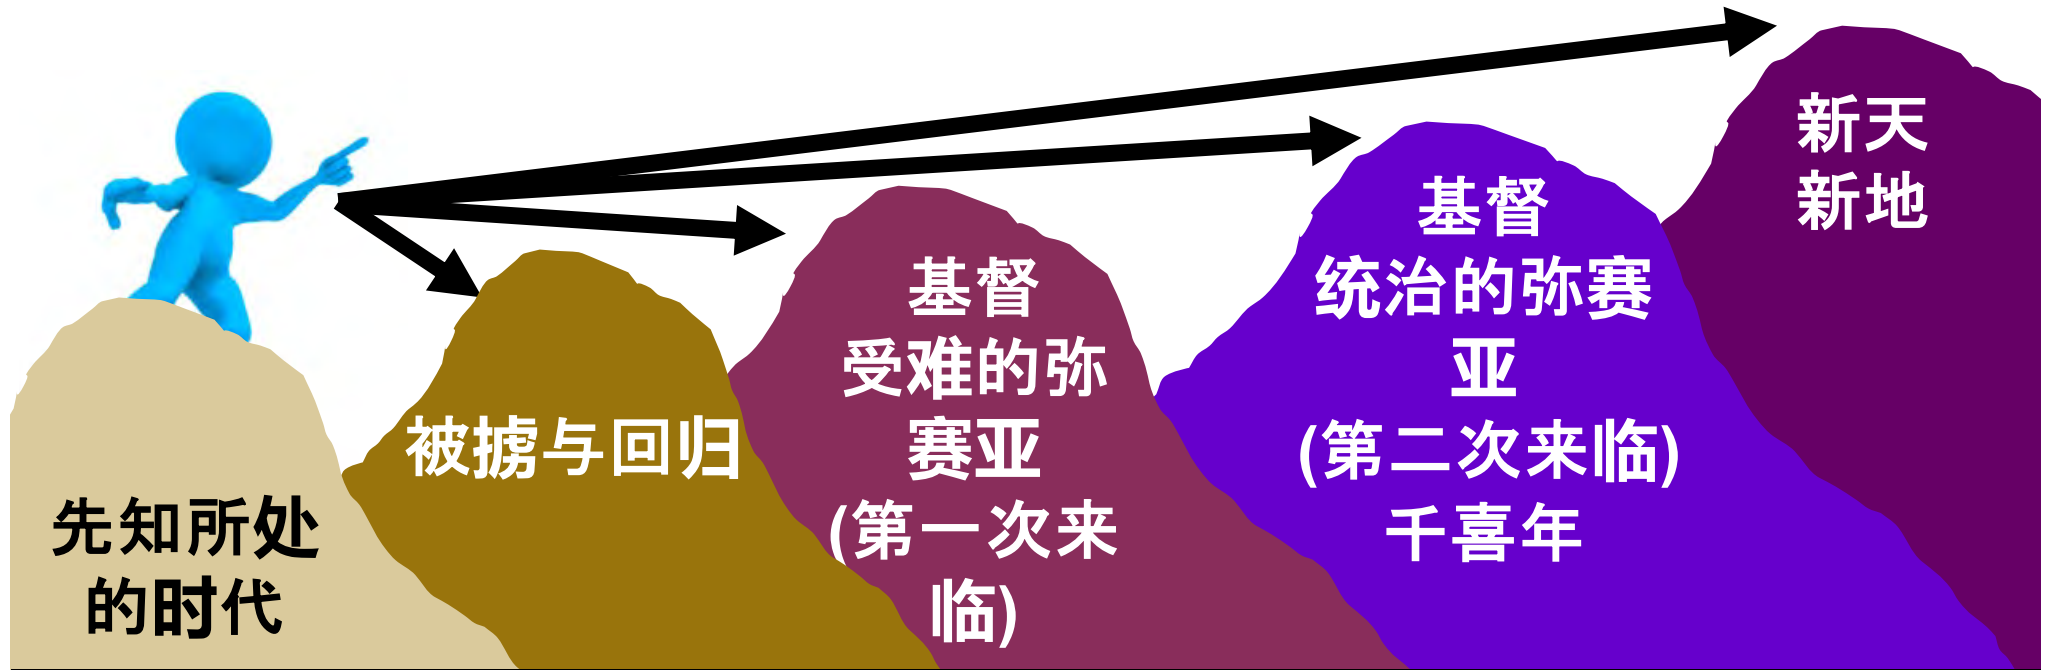 先知所处
的时代
被掳与回归
基督
受难的弥
赛亚
(第一次来
临)
基督
统治的弥赛
亚
(第二次来临)
千喜年
新天
新地